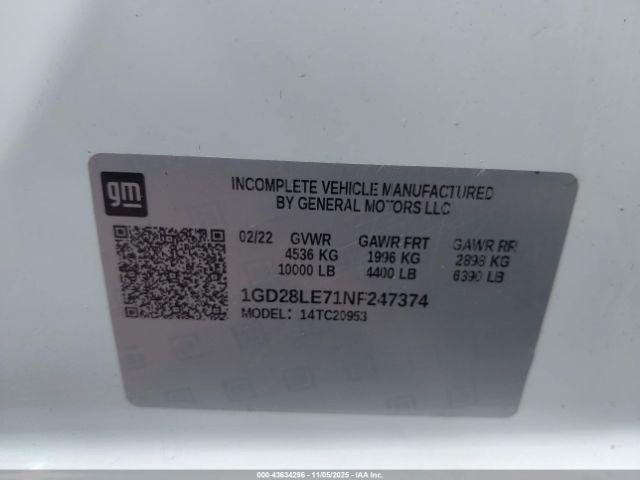 gm
INCOMPLETE VEHICLE MANUFACTURED
BY GENERAL MOTORS LLC
02/22 GVWR GAWR FRT GAWR RR
4536 KG 1996 KG 2898 KG
10000 LB 4400 LB 6390 LB
1GD28LE71NF247374
MODEL: 14TC20953
000-43634296 - 11/05/2025 - IAA Inc.